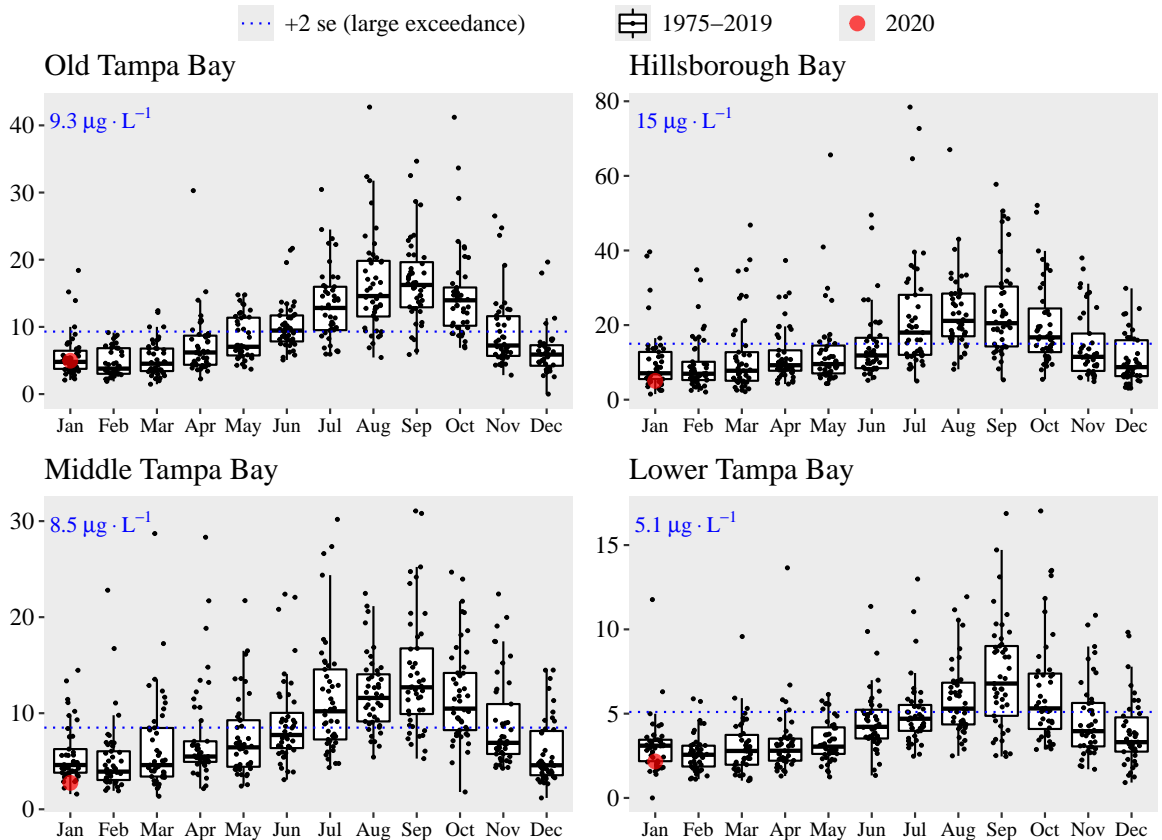 +2 se (large exceedance) 1975–2019 2020
Old Tampa Bay
9.3 μg · L⁻¹
40
30
20
10
0
Jan Feb Mar Apr May Jun Jul Aug Sep Oct Nov Dec
Hillsborough Bay
15 μg · L⁻¹
80
60
40
20
0
Jan Feb Mar Apr May Jun Jul Aug Sep Oct Nov Dec
Middle Tampa Bay
8.5 μg · L⁻¹
30
20
10
0
Jan Feb Mar Apr May Jun Jul Aug Sep Oct Nov Dec
Lower Tampa Bay
5.1 μg · L⁻¹
15
10
5
0
Jan Feb Mar Apr May Jun Jul Aug Sep Oct Nov Dec